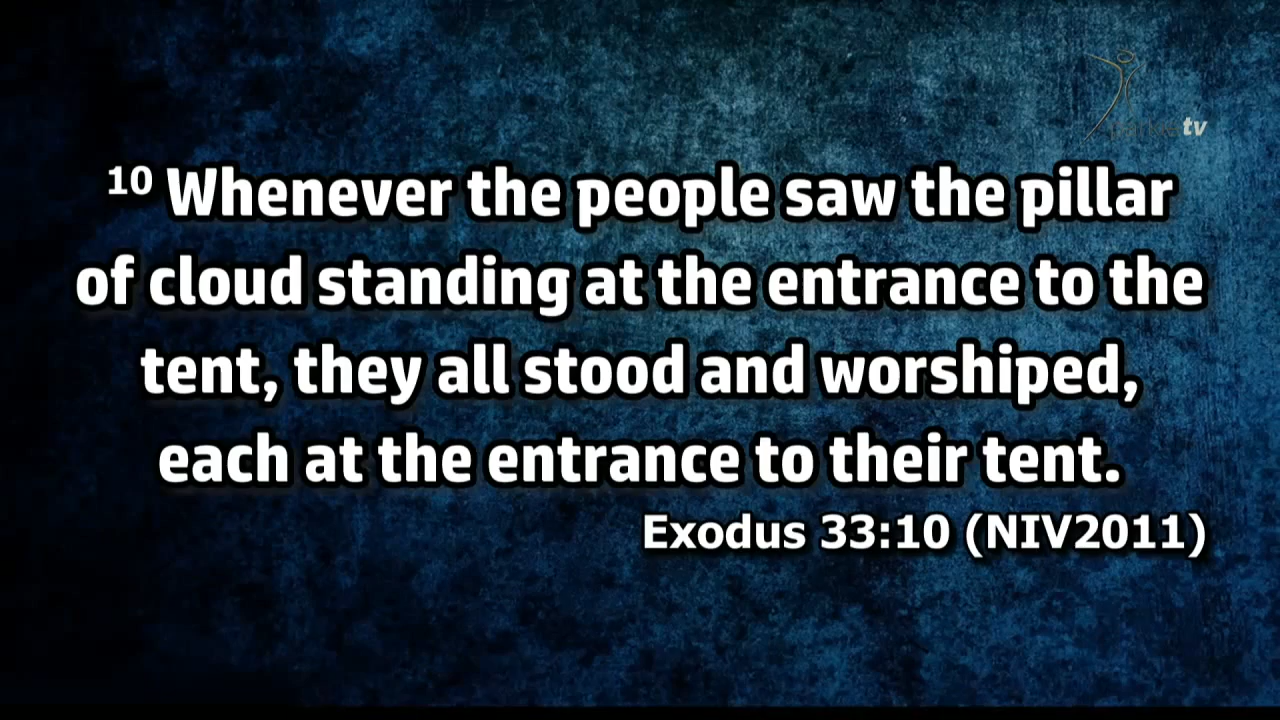 tv
10 Whenever the people saw the pillar
of cloud standing at the entrance to the
tent, they all stood and worshiped,
each at the entrance to their tent.
Exodus 33:10 (NIV2011)